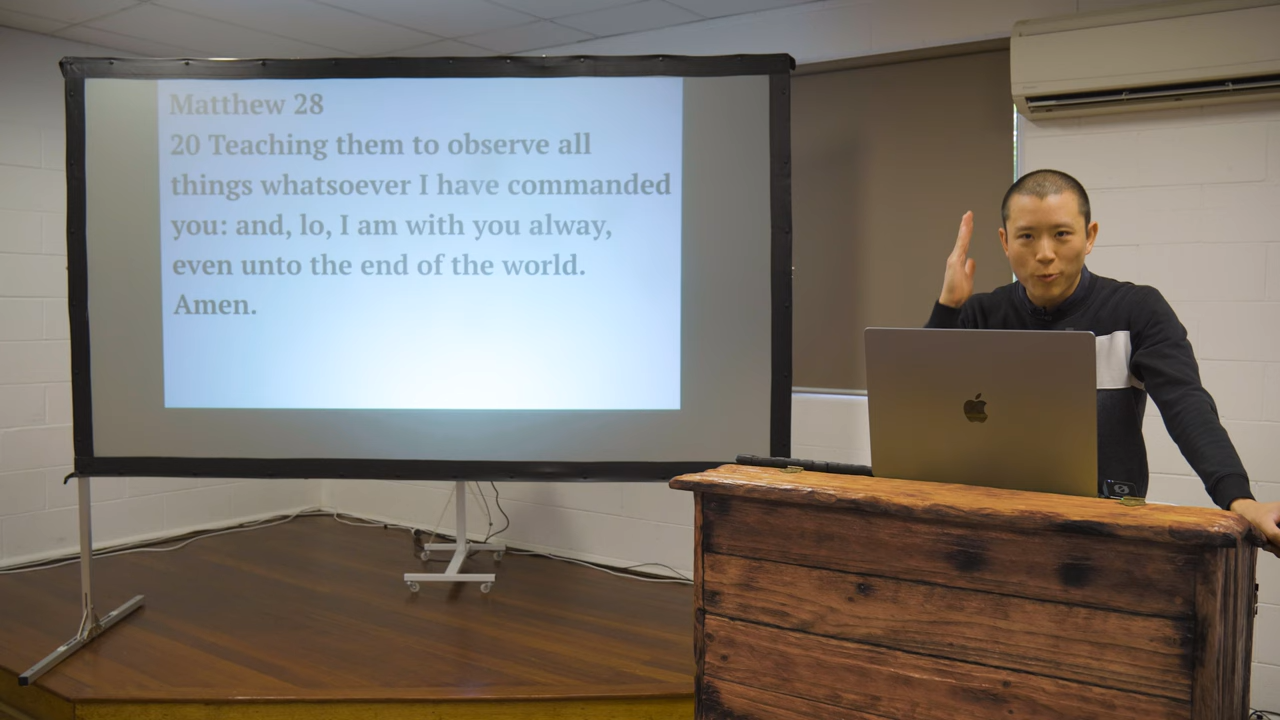 Matthew 28
20 Teaching them to observe all
things whatsoever I have commanded
you: and, lo, I am with you alway,
even unto the end of the world.
Amen.